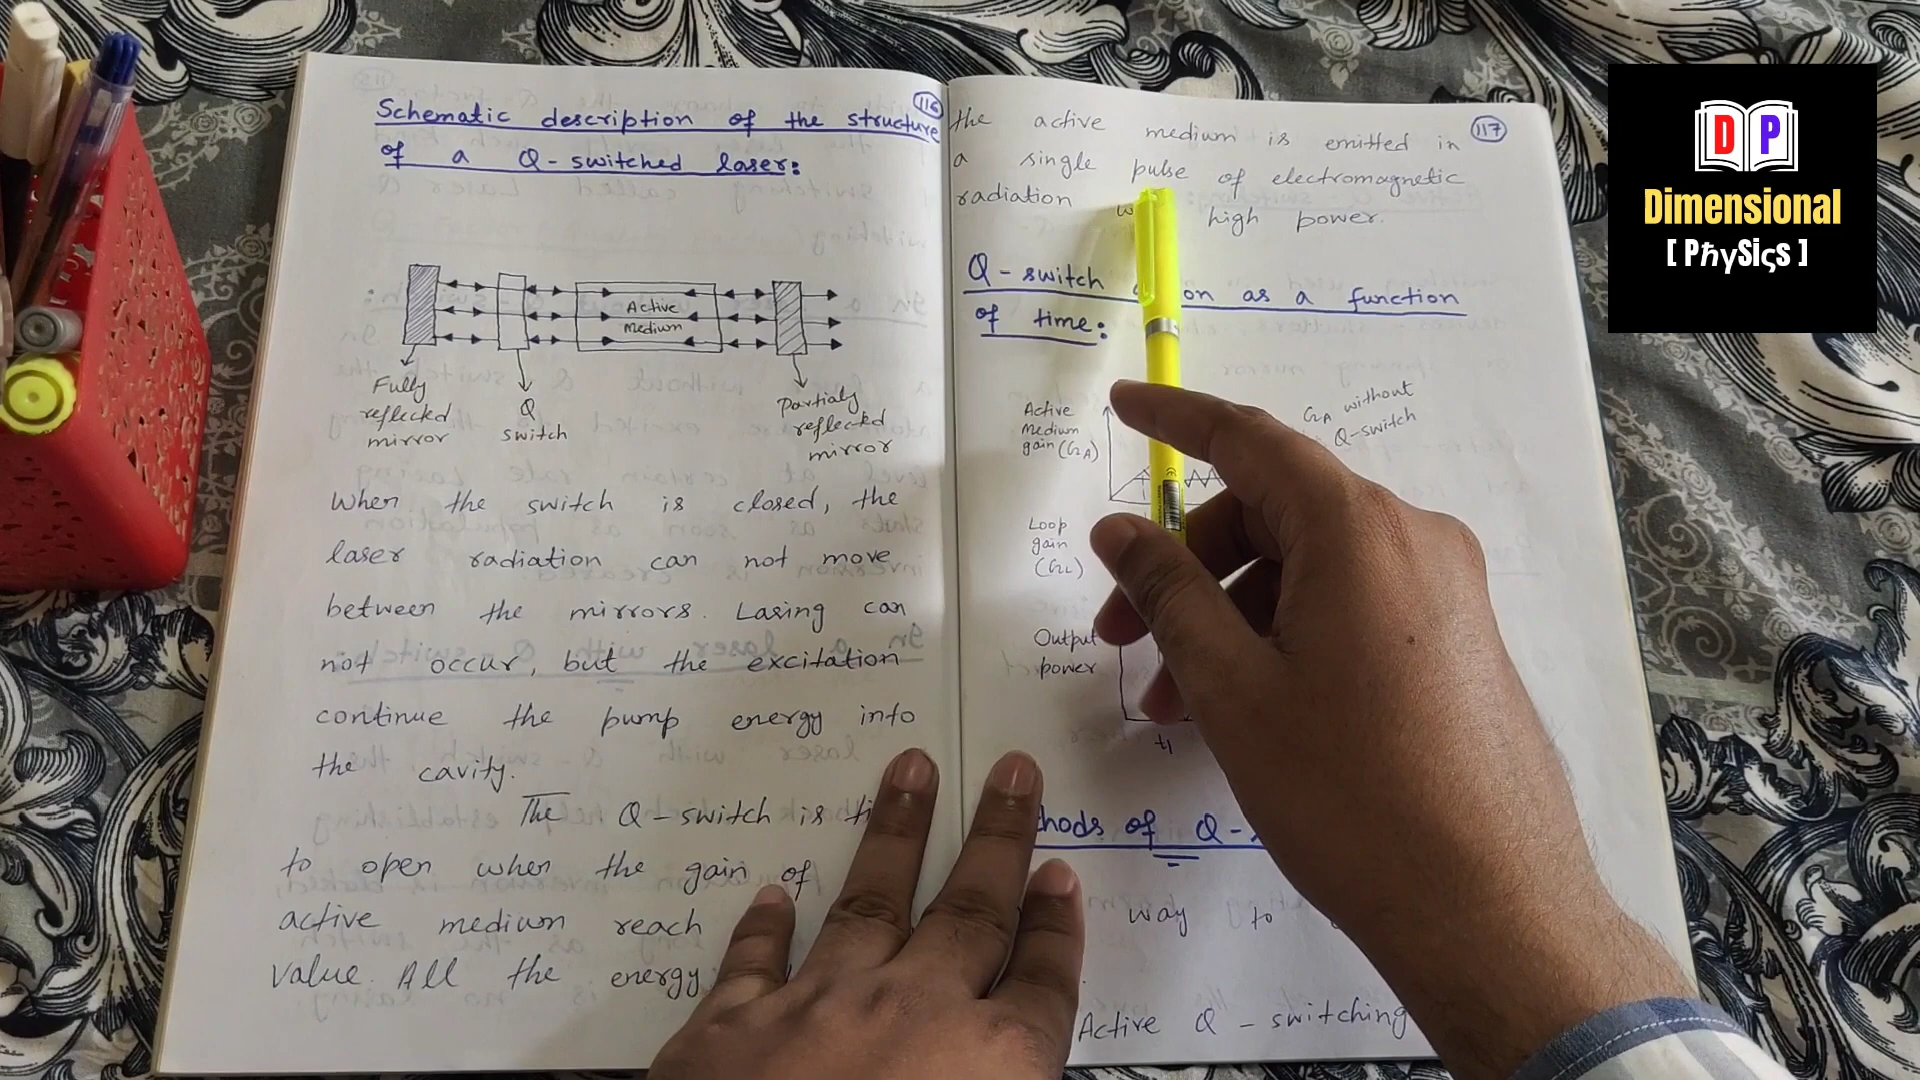 116
Schematic description of the structure
of a Q-switched laser:
Active
Medium
Fully
reflected
mirror
Q
switch
Partialy
reflected
mirror
When the switch is closed, the
laser radiation can not move
between the mirrors. Lasing can
not occur, but the excitation
continue the pump energy into
the cavity.
The Q-switch is
to open when the gain of
active medium reach
value. All the energy
117
the active medium is emitted in
a single pulse of electromagnetic
radiation high power.
Q-switch as a function
of time:
Active
Medium
gain (GA)
GA without
Q-switch
Loop
gain
(GL)
Output
power
t1
of Q-
way to
Active Q-switching
DP
Dimensional
[ PħySiςs ]